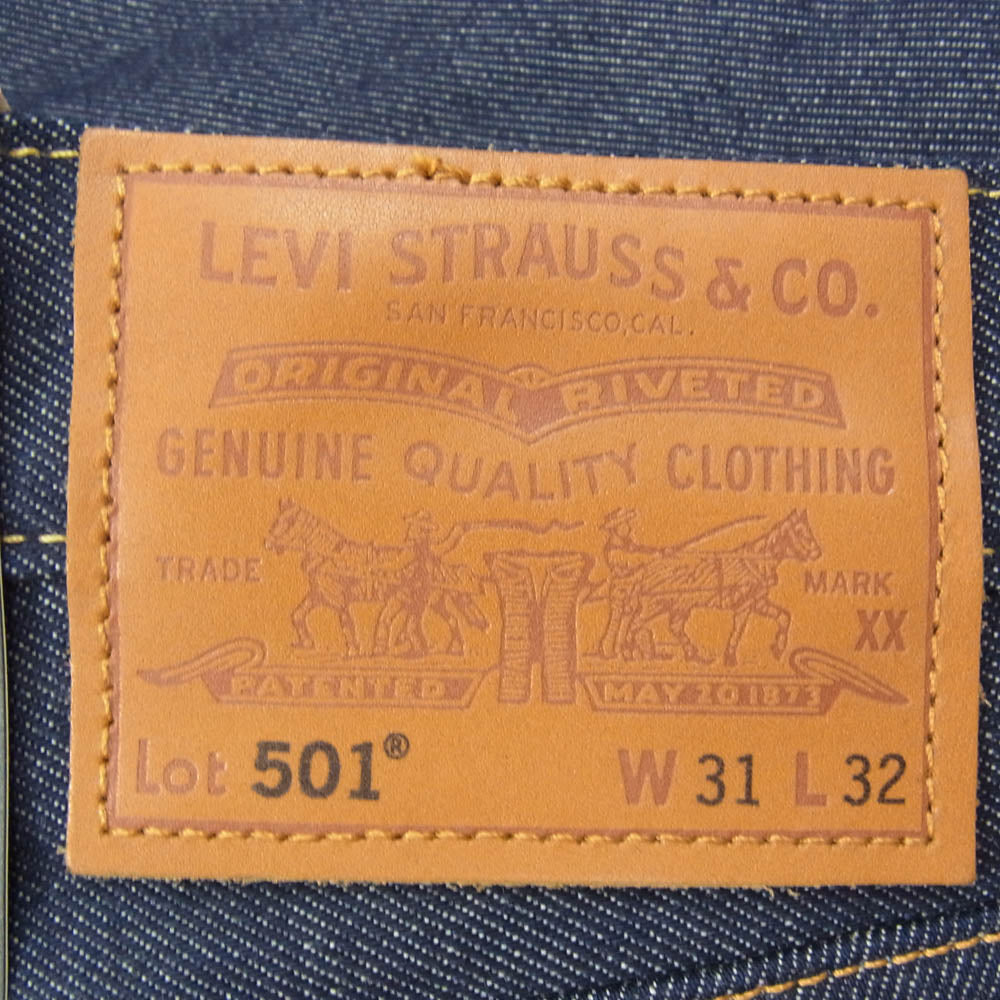 LEVI STRAUSS & CO.
SAN FRANCISCO, CAL.
ORIGINAL RIVETED
GENUINE QUALITY CLOTHING
TRADE MARK
XX
PATENTED MAY 20 1873
Lot 501® W 31 L 32